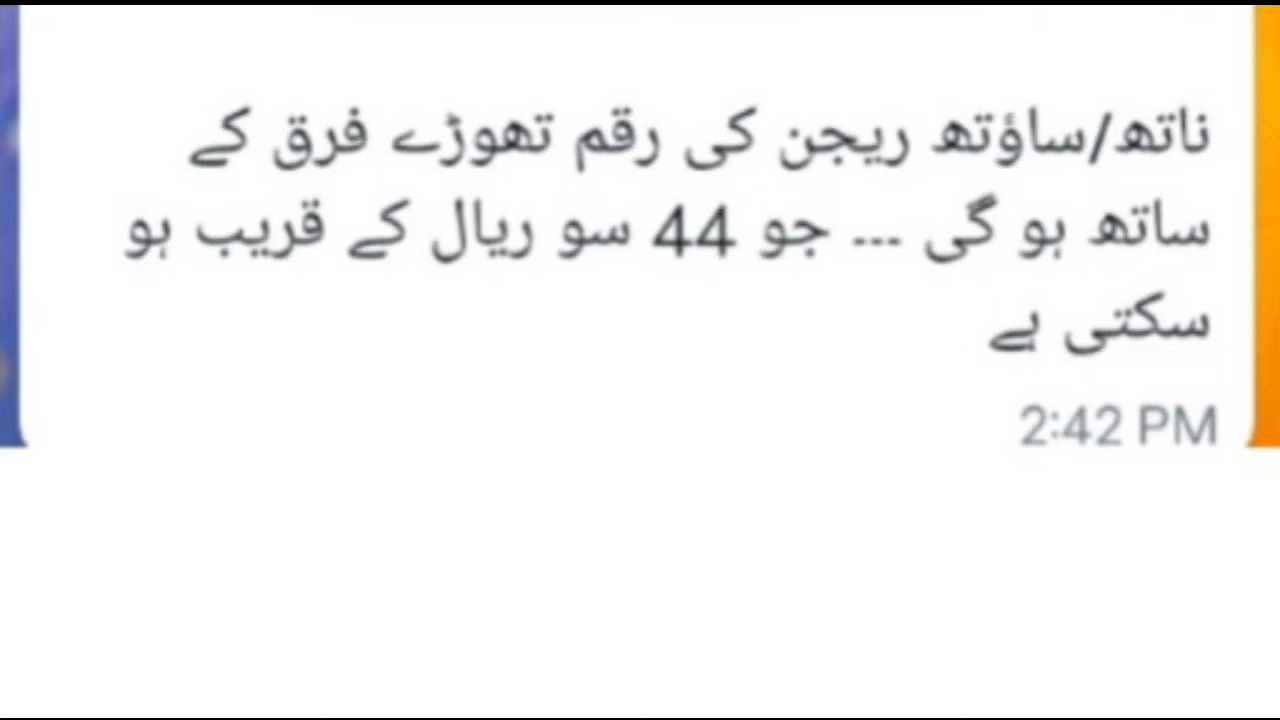 ناتھ/ساؤتھ ریجن کی رقم تھوڑے فرق کے
ساتھ ہو گی --- جو 44 سو ریال کے قریب ہو
سکتی ہے
2:42 PM